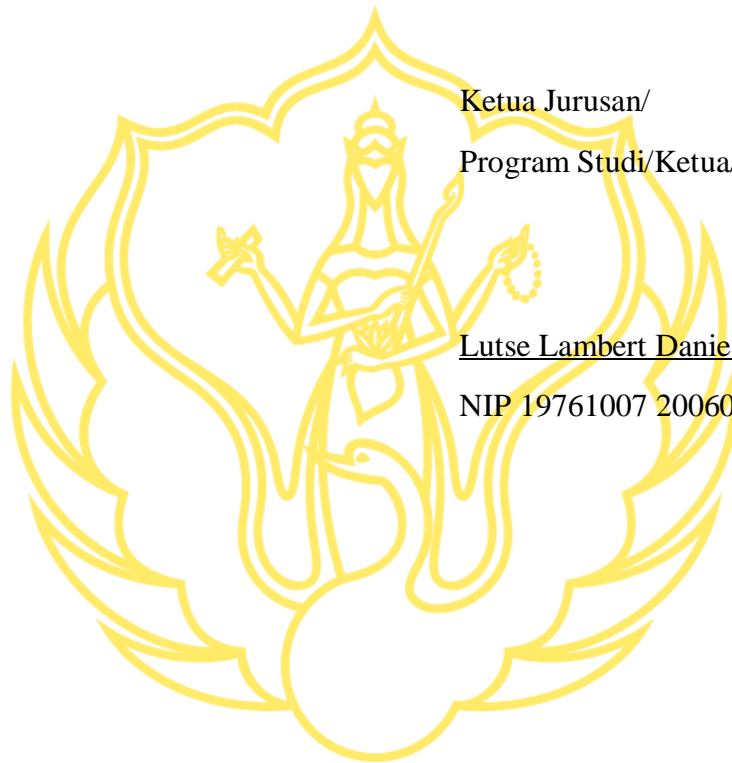 Ketua Jurusan/
Program Studi/Ketua/
Lutse Lambert Danie
NIP 19761007 20060